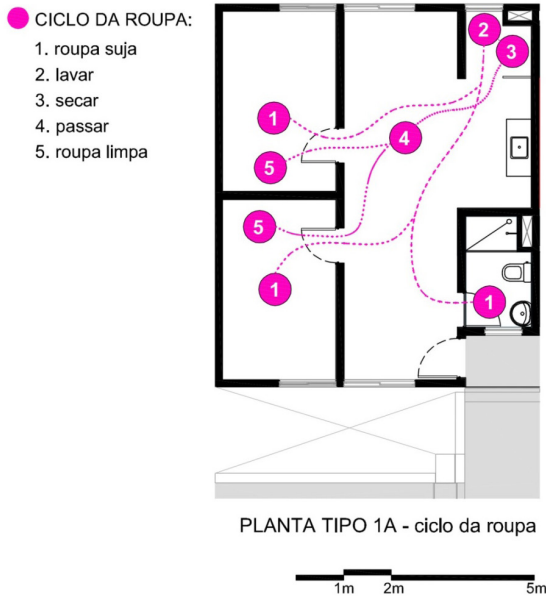 CICLO DA ROUPA:
1. roupa suja
2. lavar
3. secar
4. passar
5. roupa limpa
2
3
1
4
5
5
1
1
PLANTA TIPO 1A - ciclo da roupa
1m 2m 5m